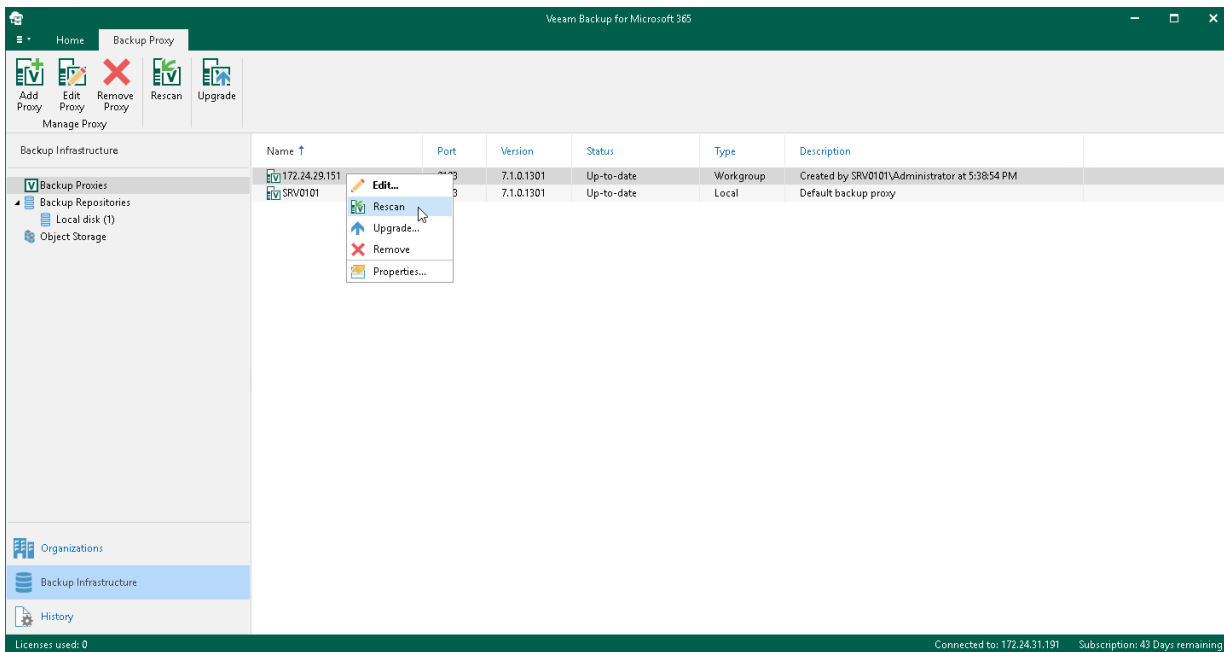 Veeam Backup for Microsoft 365
Home Backup Proxy
Add Proxy
Edit Proxy
Remove Proxy
Rescan
Upgrade
Manage Proxy
Backup Infrastructure
Backup Proxies
Backup Repositories
Local disk (1)
Object Storage
Name Port Version Status Type Description
172.24.29.151 7.1.0.1301 Up-to-date Workgroup Created by SRV0101\Administrator at 5:38:54 PM
SRV0101 7.1.0.1301 Up-to-date Local Default backup proxy
Edit...
Rescan
Upgrade...
Remove
Properties...
Organizations
Backup Infrastructure
History
Licenses used: 0 Connected to: 172.24.31.191 Subscription: 43 Days remaining